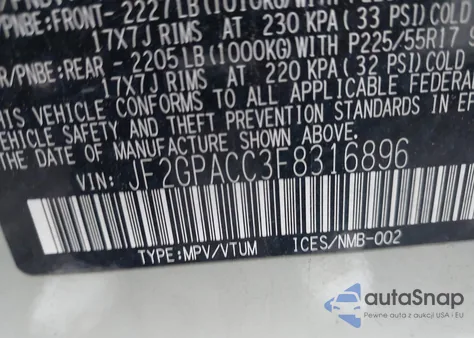 /PNBE:FRONT- 2227LB(1010KG)WITH
17X7J RIMS AT 230 KPA(33 PSI)COLD
R/PNBE:REAR - 2205LB(1000KG)WITH P225/55R17
17X7J RIMS AT 220 KPA(32 PSI)COLD
HIS VEHICLE CONFORMS TO ALL APPLICABLE FEDERAL
VEHICLE SAFETY AND THEFT PREVENTION
STANDARDS IN
DATE OF MANUFACTURE SHOWN ABOVE.
VIN: JF2GPACC3F8316896
TYPE:MPV/VTUM ICES/NMB-002
autoSnap
Pewne auta z aukcji USA i EU